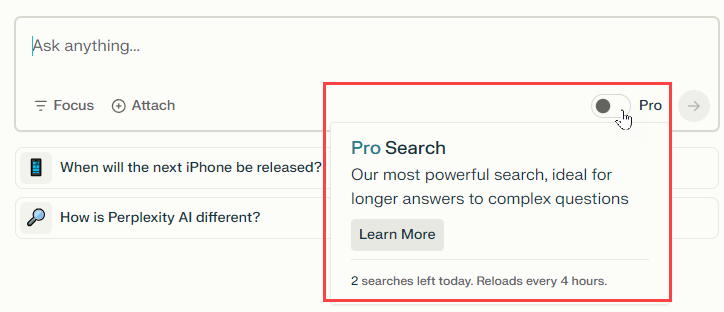 Ask anything...
Focus
Attach
Pro
Pro Search
Our most powerful search, ideal for
longer answers to complex questions
Learn More
2 searches left today. Reloads every 4 hours.
When will the next iPhone be released?
How is Perplexity AI different?